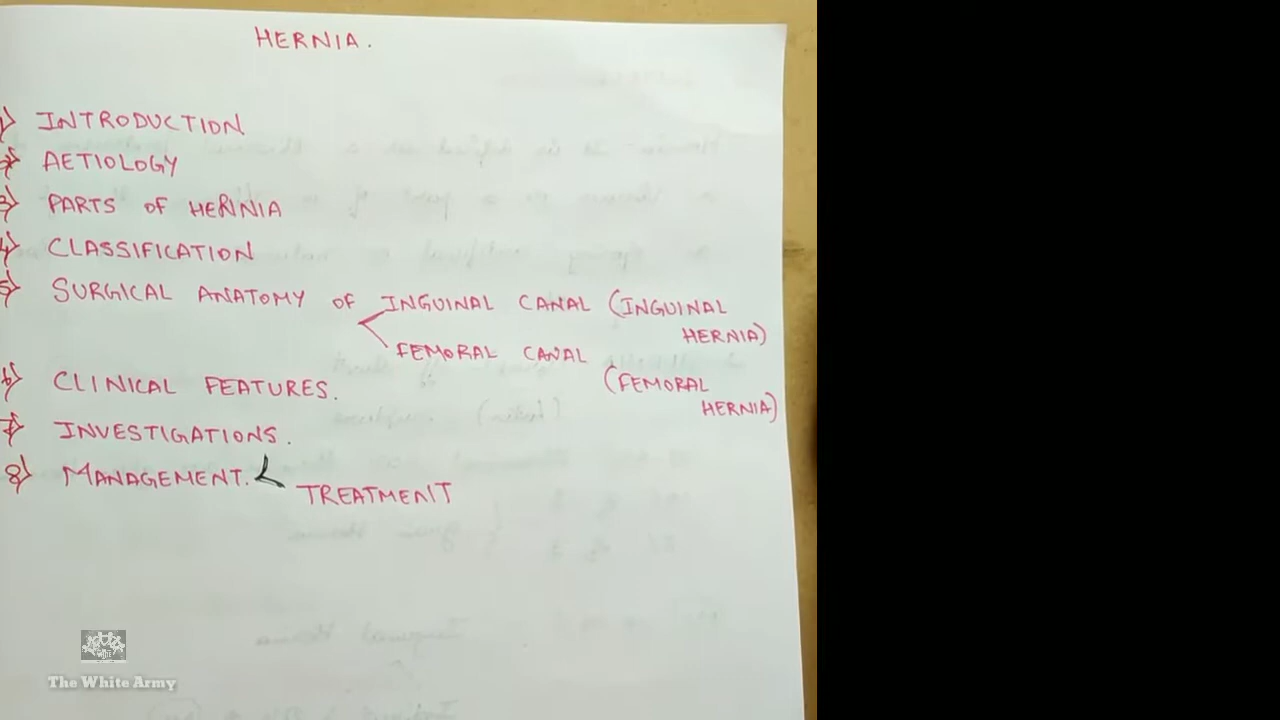 HERNIA.
1) INTRODUCTION
2) AETIOLOGY
3) PARTS OF HERNIA
4) CLASSIFICATION
5) SURGICAL ANATOMY OF INGUINAL CANAL (INGUINAL
HERNIA)
FEMORAL CANAL
(FEMORAL
HERNIA)
6) CLINICAL FEATURES.
7) INVESTIGATIONS.
8) MANAGEMENT.
TREATMENT
The White Army